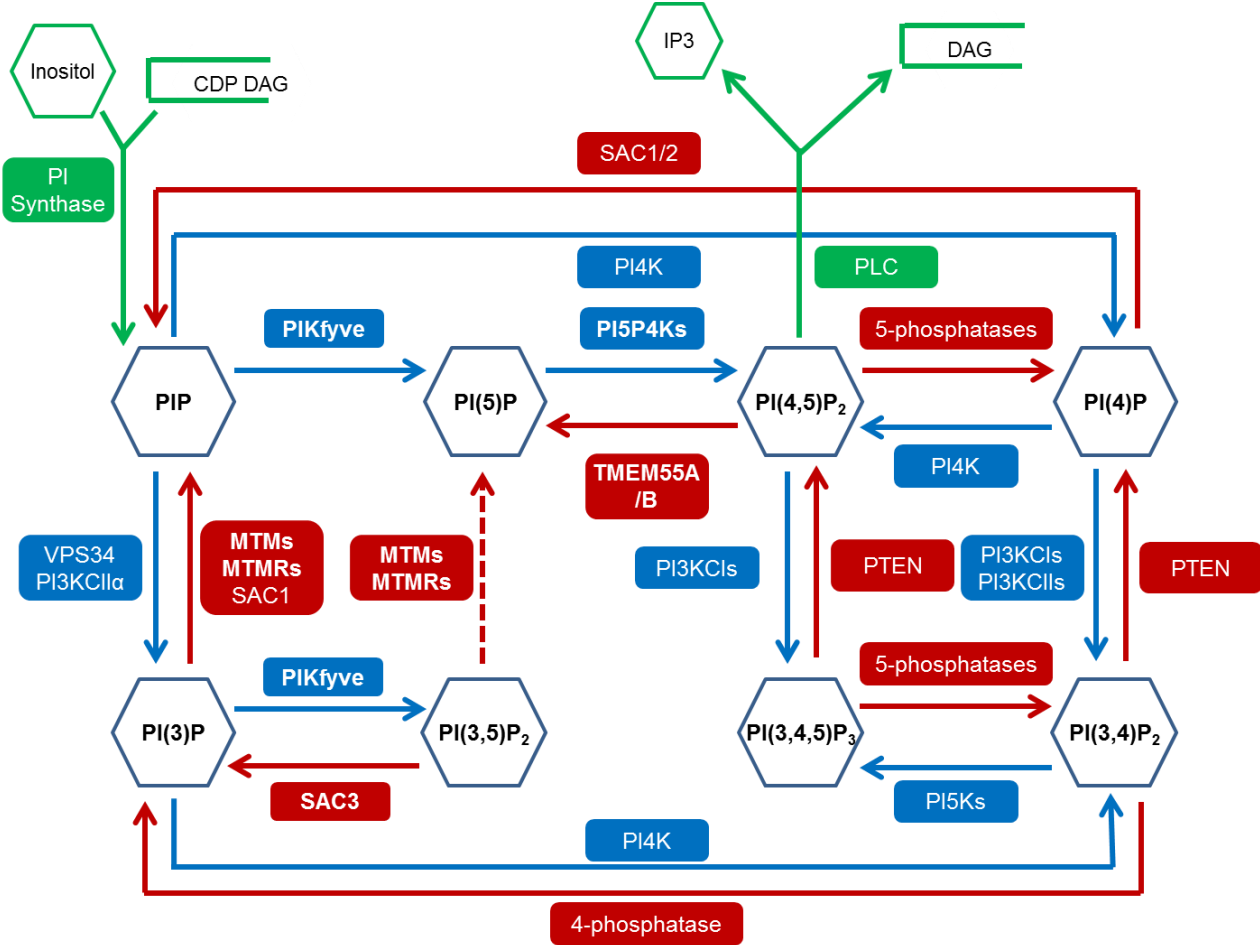 Inositol
CDP DAG
IP3
DAG
PI
Synthase
SAC1/2
PI4K
PLC
PIKfyve
PI5P4Ks
5-phosphatases
PIP
PI(5)P
PI(4,5)P₂
PI(4)P
TMEM55A
/B
PI4K
VPS34
PI3KCIIα
MTMs
MTMRs
SAC1
MTMs
MTMRs
PI3KCIs
PTEN
PI3KCIs
PI3KCIIs
PTEN
PIKfyve
5-phosphatases
PI(3)P
PI(3,5)P₂
PI(3,4,5)P₃
PI(3,4)P₂
SAC3
PI5Ks
PI4K
4-phosphatase